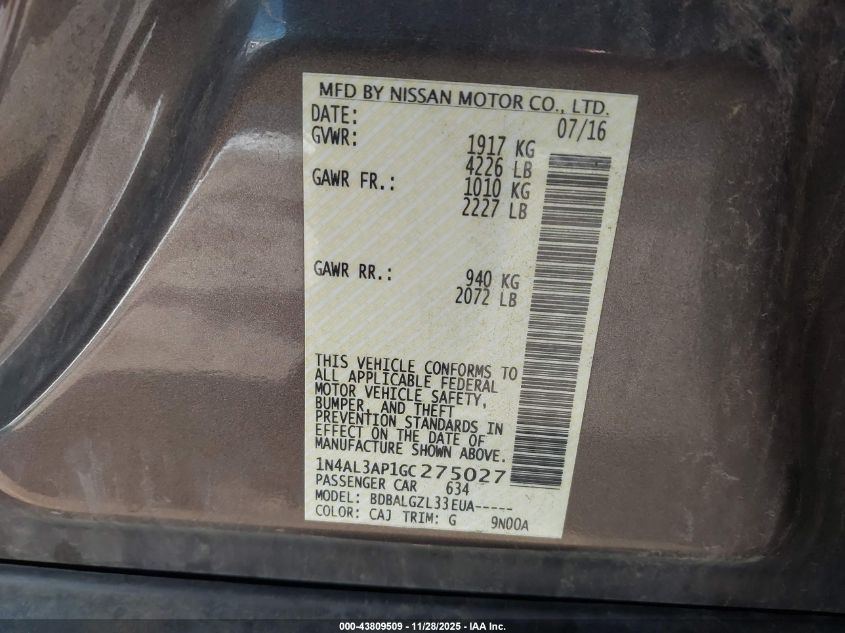 MFD BY NISSAN MOTOR CO., LTD.
DATE: 07/16
GVWR: 1917 KG
4226 LB
GAWR FR.: 1010 KG
2227 LB
GAWR RR.: 940 KG
2072 LB
THIS VEHICLE CONFORMS TO
ALL APPLICABLE FEDERAL
MOTOR VEHICLE SAFETY,
BUMPER, AND THEFT
PREVENTION STANDARDS IN
EFFECT ON THE DATE OF
MANUFACTURE SHOWN ABOVE.
1N4AL3AP1GC275027
PASSENGER CAR 634
MODEL: BDBALGZL33EUA-----
COLOR: CAJ TRIM: G 9N00A
000-43809509 - 11/28/2025 - IAA Inc.